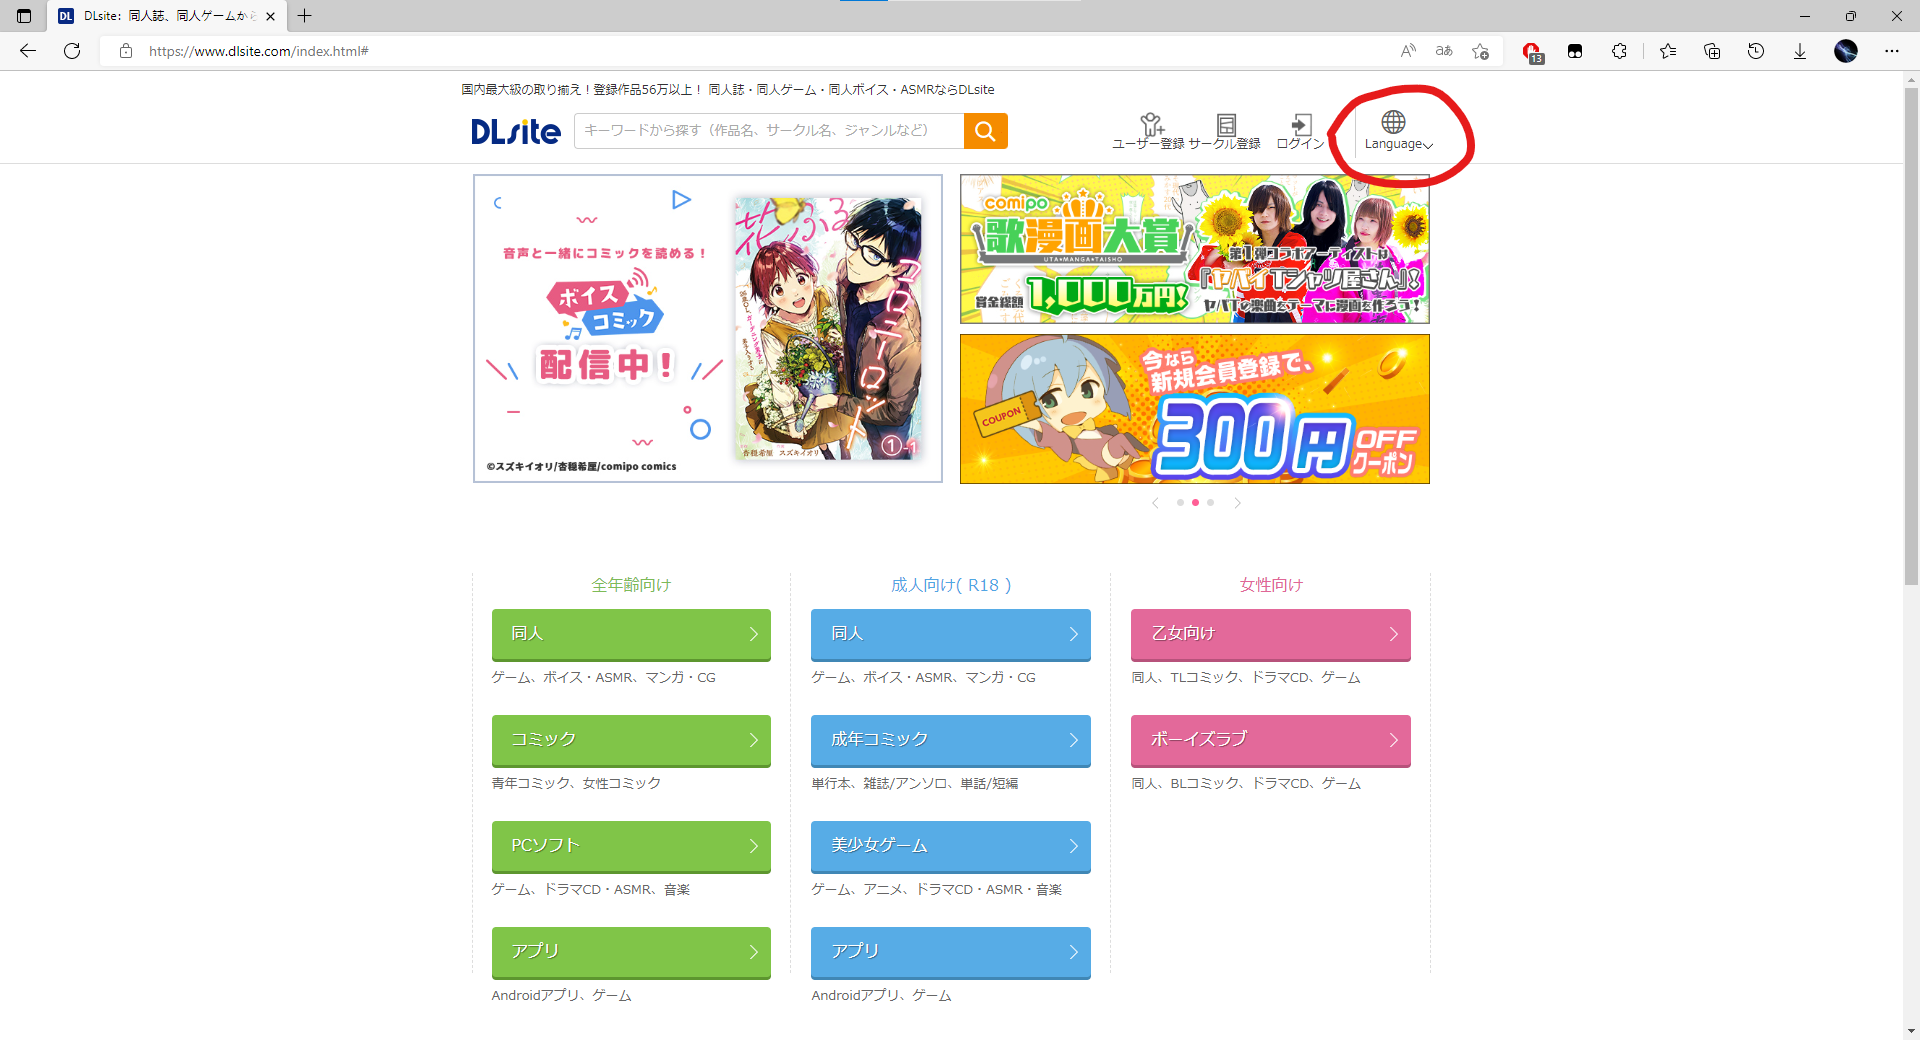 DLsite: 同人誌、同人ゲームから
https://www.dlsite.com/index.html#
aあ
13
国内最大級の取り揃え！登録作品56万以上！ 同人誌・同人ゲーム・同人ボイス・ASMRならDLsite
DLsite
キーワードから探す（作品名、サークル名、ジャンルなど）
ユーザー登録 サークル登録 ログイン Language
音声と一緒にコミックを読める！
ボイス
コミック
配信中！
©スズキイオリ/杏穏希屋/comipo comics
花ふる
コロニーロット
①-1
スズキイオリ
comipo
歌漫画大賞
UTA★MANGA★TAISHO
賞金総額 1,000万円!
第1弾コラボアーティストは
『ヤバイTシャツ屋さん』!
ヤバTの楽曲をテーマに漫画を作ろう！
COUPON
今なら
新規会員登録で、
300円 OFF
クーポン
全年齢向け
同人
ゲーム、ボイス・ASMR、マンガ・CG
コミック
青年コミック、女性コミック
PCソフト
ゲーム、ドラマCD・ASMR、音楽
アプリ
Androidアプリ、ゲーム
成人向け( R18 )
同人
ゲーム、ボイス・ASMR、マンガ・CG
成年コミック
単行本、雑誌/アンソロ、単話/短編
美少女ゲーム
ゲーム、アニメ、ドラマCD・ASMR・音楽
アプリ
Androidアプリ、ゲーム
女性向け
乙女向け
同人、TLコミック、ドラマCD、ゲーム
ボーイズラブ
同人、BLコミック、ドラマCD、ゲーム